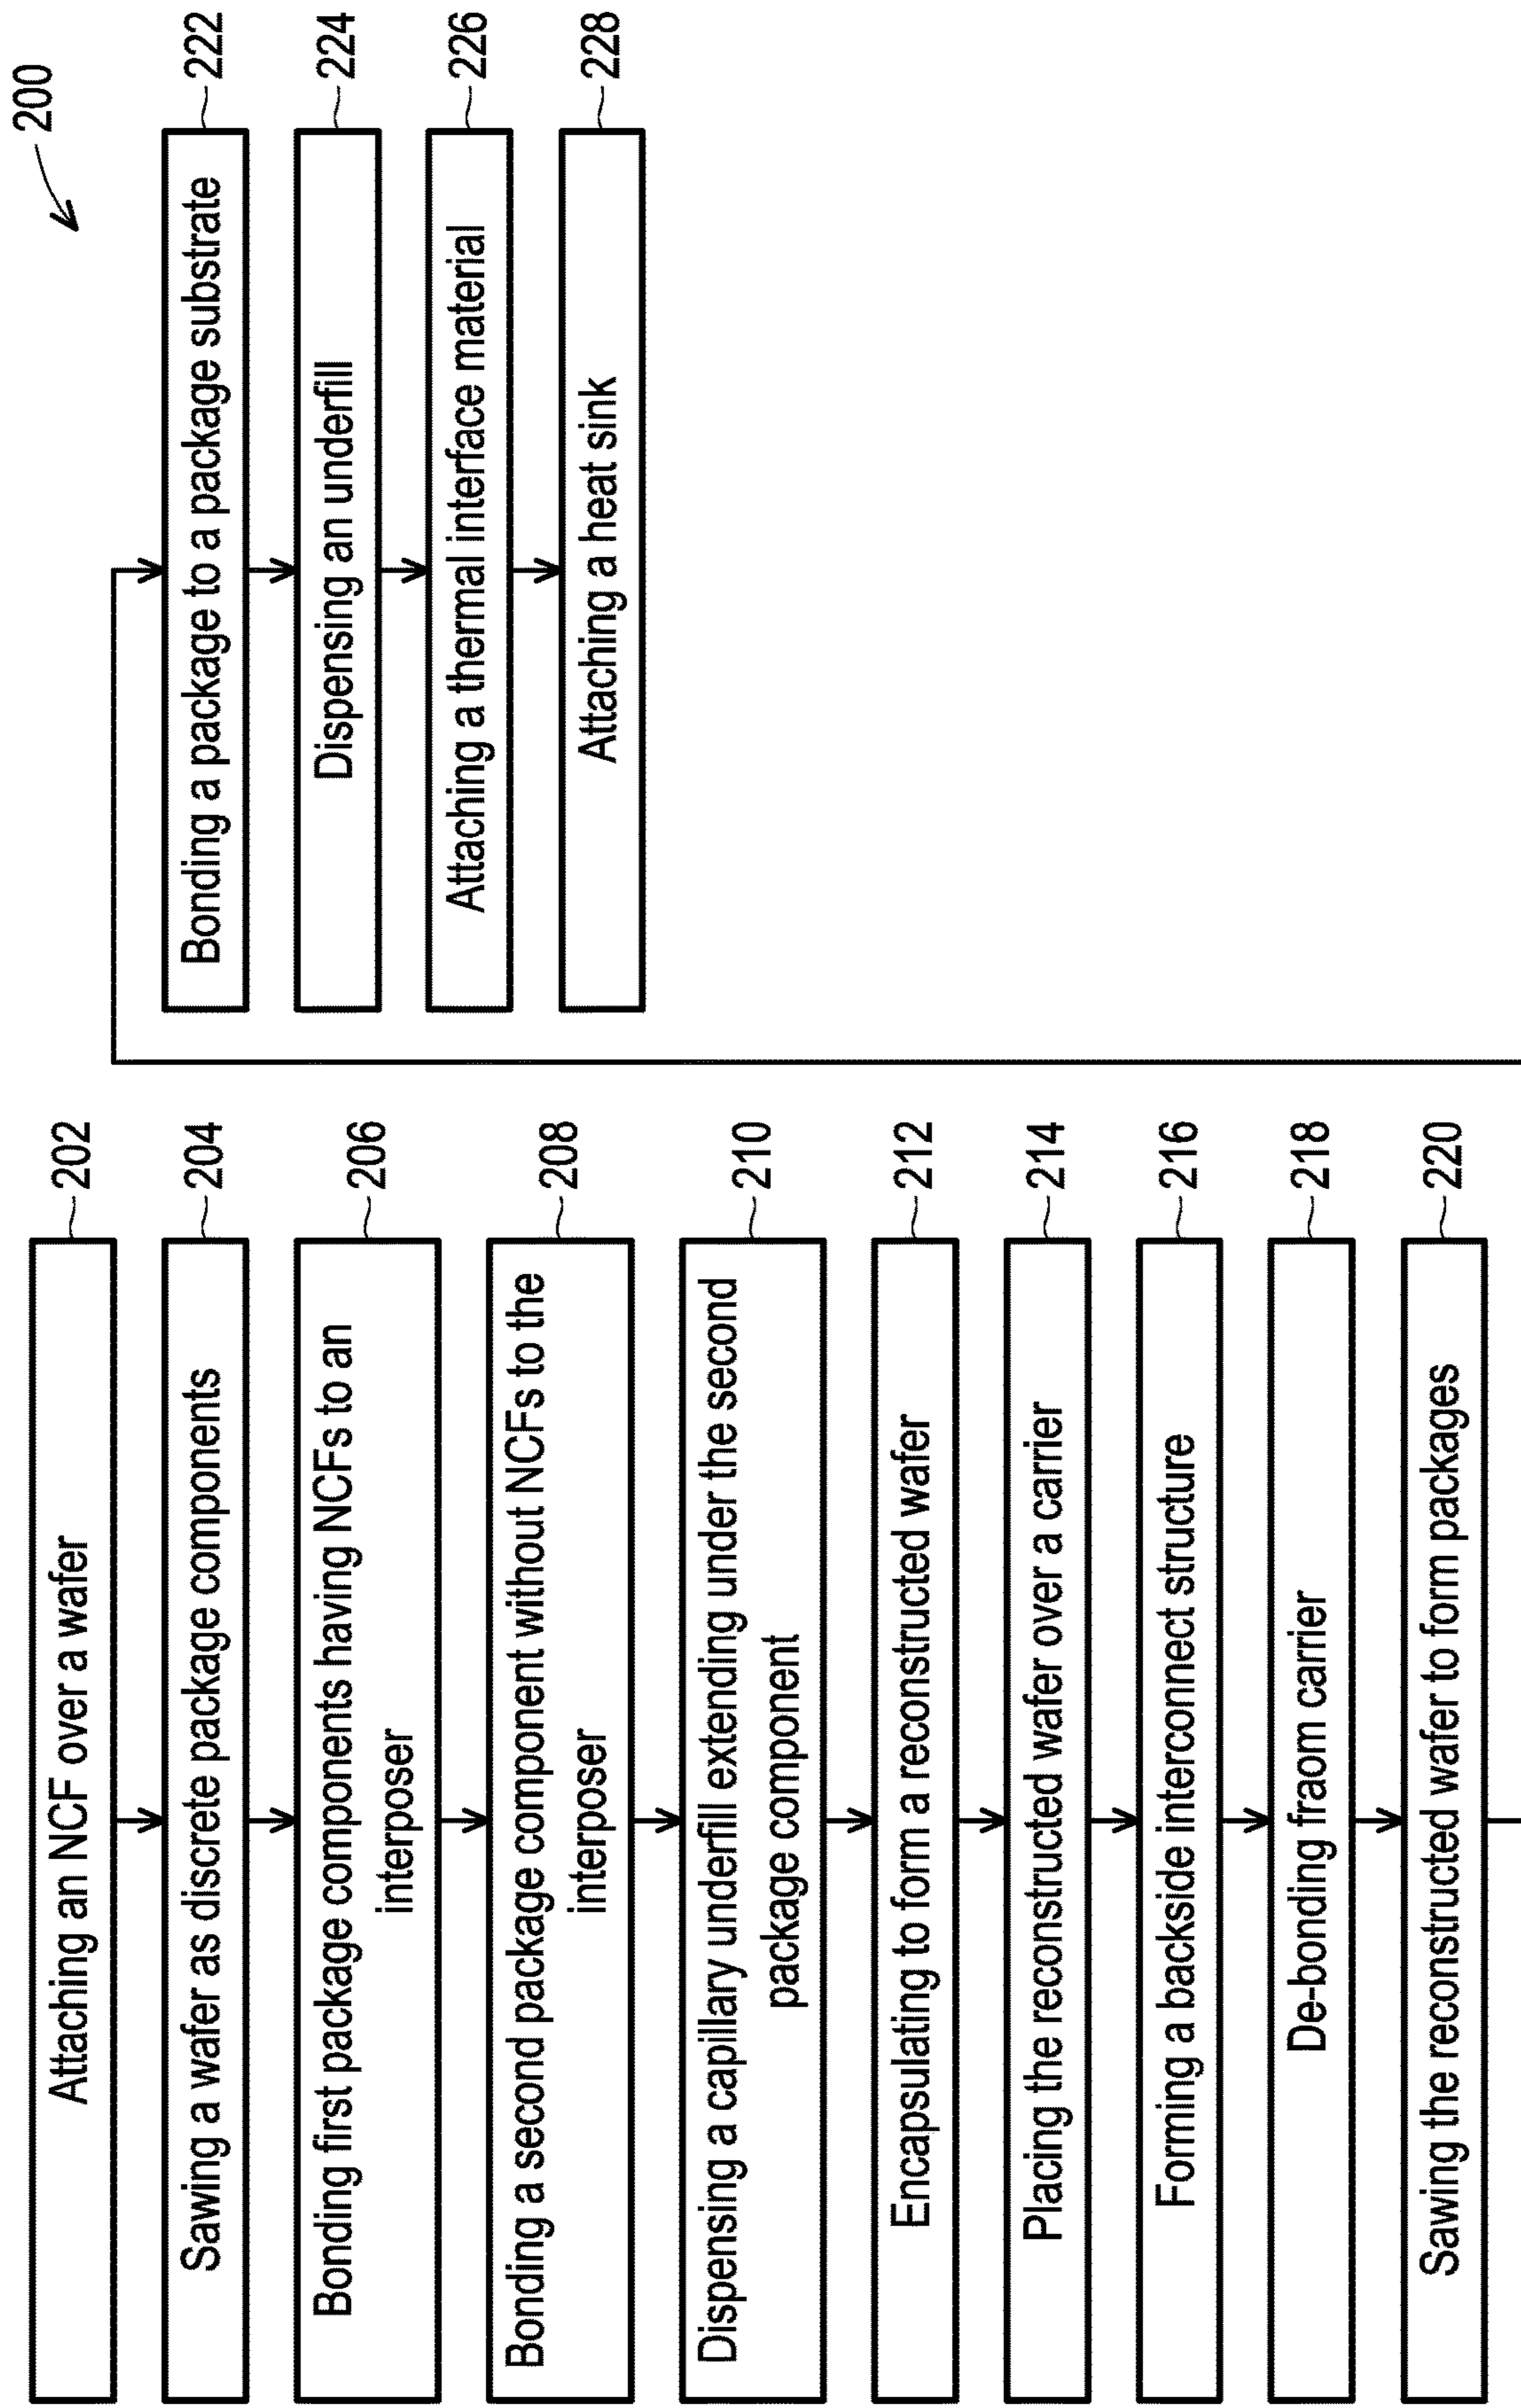 200
Attaching an NCF over a wafer
202
Sawing a wafer as discrete package components
204
Bonding first package components having NCFs to an
interposer
206
Bonding a second package component without NCFs to the
interposer
208
Dispensing a capillary underfill extending under the second
package component
210
Encapsulating to form a reconstructed wafer
212
Placing the reconstructed wafer over a carrier
214
Forming a backside interconnect structure
216
De-bonding fraom carrier
218
Sawing the reconstructed wafer to form packages
220
Bonding a package to a package substrate
222
Dispensing an underfill
224
Attaching a thermal interface material
226
Attaching a heat sink
228